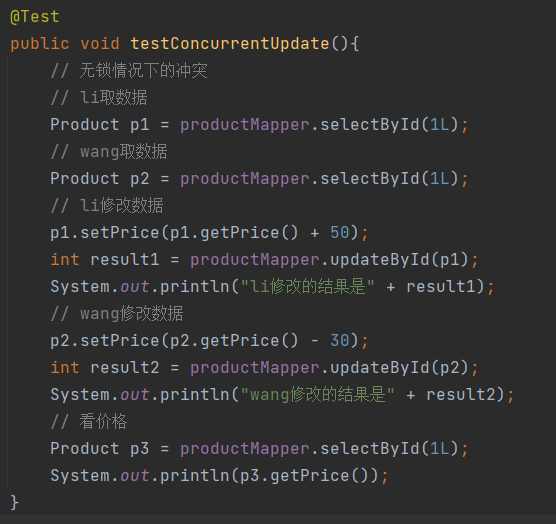 @Test
public void testConcurrentUpdate(){
// 无锁情况下的冲突
// li取数据
Product p1 = productMapper.selectById(1L);
// wang取数据
Product p2 = productMapper.selectById(1L);
// li修改数据
p1.setPrice(p1.getPrice() + 50);
int result1 = productMapper.updateById(p1);
System.out.println("li修改的结果是" + result1);
// wang修改数据
p2.setPrice(p2.getPrice() - 30);
int result2 = productMapper.updateById(p2);
System.out.println("wang修改的结果是" + result2);
// 看价格
Product p3 = productMapper.selectById(1L);
System.out.println(p3.getPrice());
}